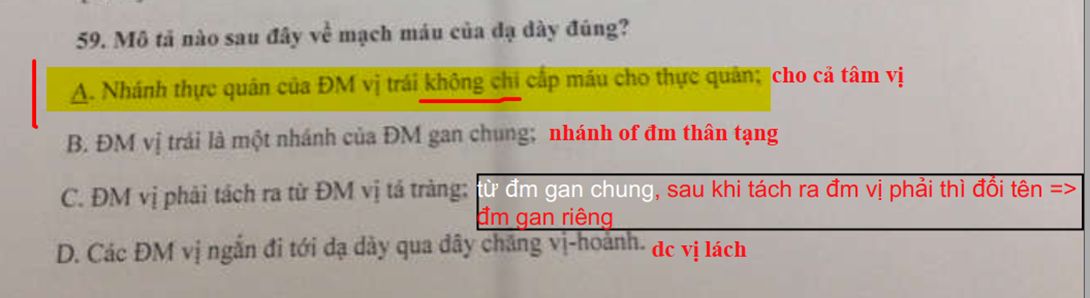 59. Mô tả nào sau đây về mạch máu của dạ dày đúng?
A. Nhánh thực quản của ĐM vị trái không chỉ cấp máu cho thực quản; cho cả tâm vị
B. ĐM vị trái là một nhánh của ĐM gan chung; nhánh of đm thân tạng
C. ĐM vị phải tách ra từ ĐM vị tá tràng; từ đm gan chung, sau khi tách ra đm vị phải thì đổi tên =>
đm gan riêng
D. Các ĐM vị ngắn đi tới dạ dày qua dây chằng vị-hoành. dc vị lách